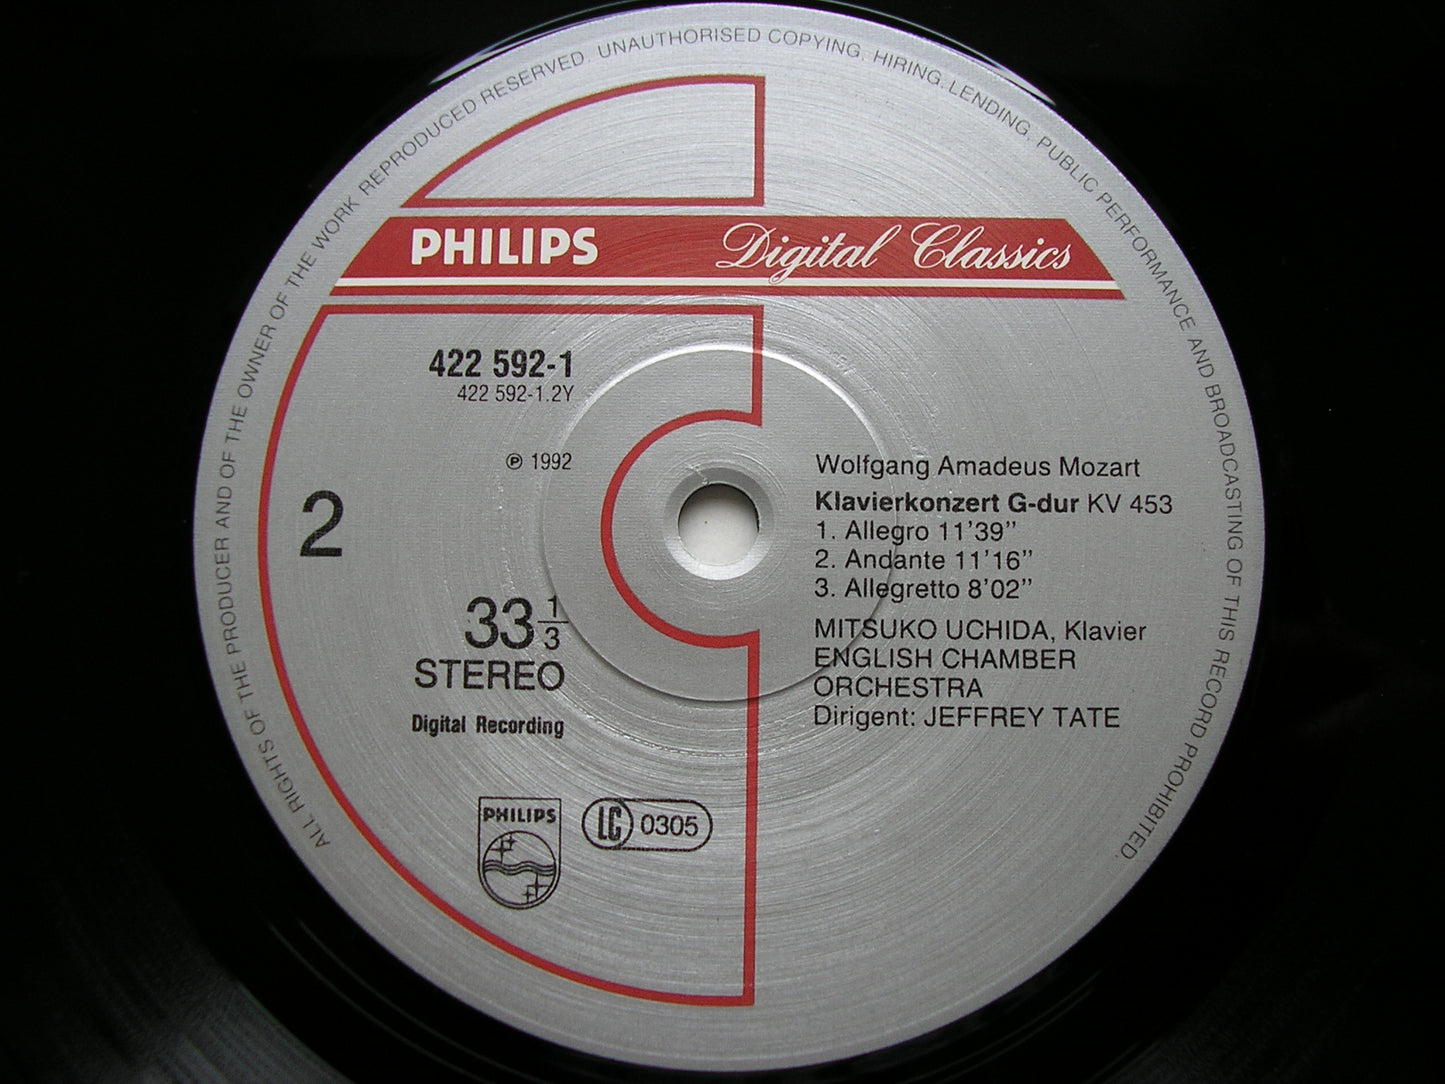 ALL RIGHTS OF THE PRODUCER AND OF THE OWNER OF THE WORK REPRODUCED RESERVED. UNAUTHORISED COPYING, HIRING, LENDING, PUBLIC PERFORMANCE AND BROADCASTING OF THIS RECORD PROHIBITED.
PHILIPS Digital Classics
422 592-1
422 592-1.2Y
℗ 1992
2
33 1/3
STEREO
Digital Recording
PHILIPS
LC 0305
Wolfgang Amadeus Mozart
Klavierkonzert G-dur KV 453
1. Allegro 11’39”
2. Andante 11’16”
3. Allegretto 8’02”
MITSUKO UCHIDA, Klavier
ENGLISH CHAMBER
ORCHESTRA
Dirigent: JEFFREY TATE